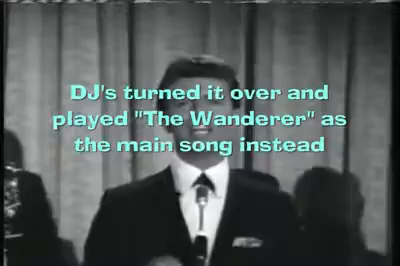 DJ's turned it over and
played "The Wanderer" as
the main song instead